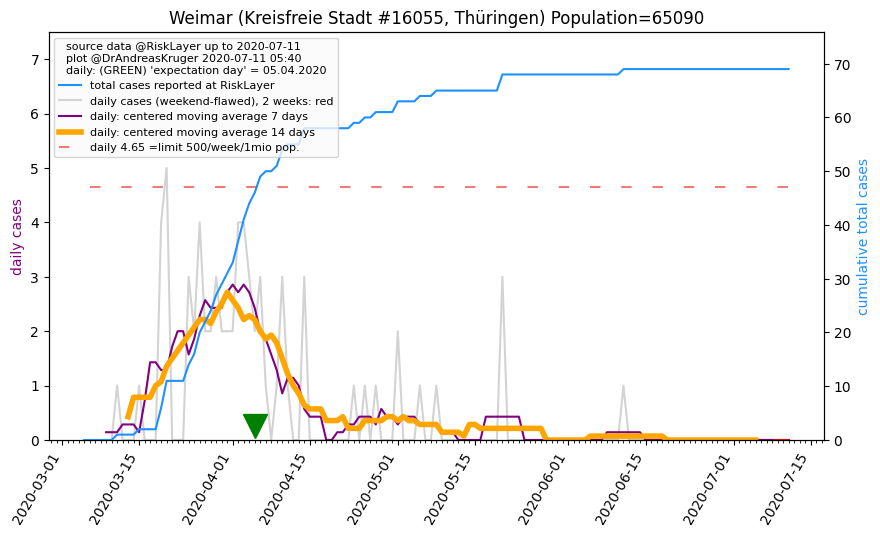 Weimar (Kreisfreie Stadt #16055, Thüringen) Population=65090
source data @RiskLayer up to 2020-07-11
plot @DrAndreasKruger 2020-07-11 05:40
daily: (GREEN) 'expectation day' = 05.04.2020
total cases reported at RiskLayer
daily cases (weekend-flawed), 2 weeks: red
daily: centered moving average 7 days
daily: centered moving average 14 days
daily 4.65 =limit 500/week/1mio pop.
daily cases
7
6
5
4
3
2
1
0
cumulative total cases
70
60
50
40
30
20
10
0
2020-03-01
2020-03-15
2020-04-01
2020-04-15
2020-05-01
2020-05-15
2020-06-01
2020-06-15
2020-07-01
2020-07-15